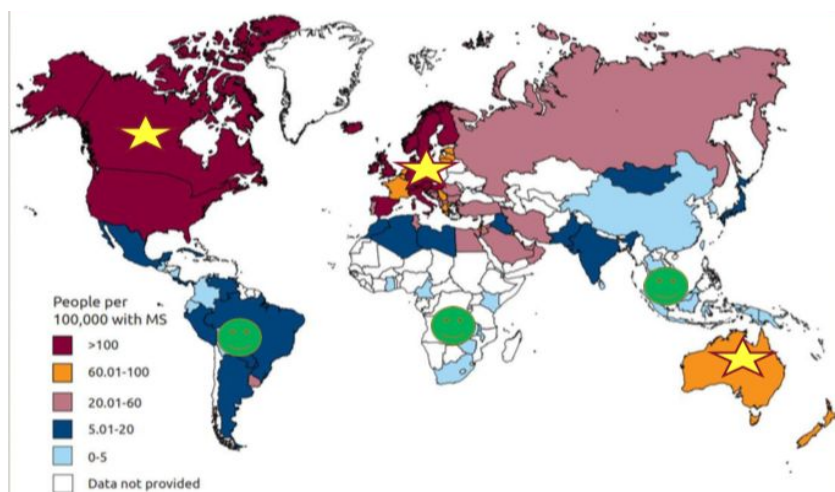 People per
100,000 with MS
>100
60.01-100
20.01-60
5.01-20
0-5
Data not provided